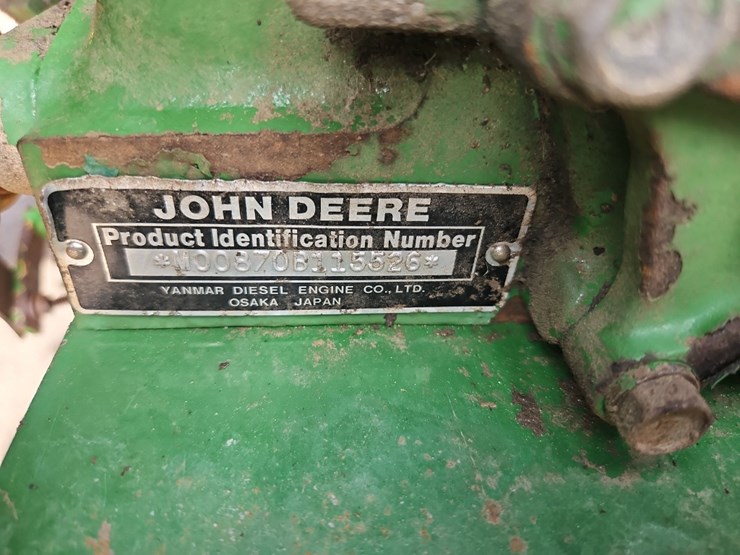 JOHN DEERE
Product Identification Number
*M00870B115526*
YANMAR DIESEL ENGINE CO., LTD.
OSAKA JAPAN